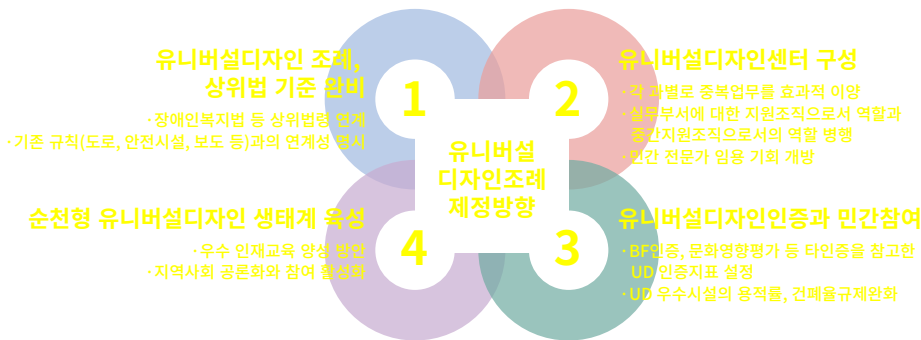 유니버설디자인 조례,
상위법 기준 완비
· 장애인복지법 등 상위법령 연계
· 기존 규칙(도로, 안전시설, 보도 등)과의 연계성 명시
1
2
유니버설디자인센터 구성
· 각 과별로 중복업무를 효과적 이양
· 실무부서에 대한 지원조직으로서 역할과
중간지원조직으로서의 역할 병행
· 민간 전문가 임용 기회 개방
유니버설
디자인조례
제정방향
순천형 유니버설디자인 생태계 육성
· 우수 인재교육 양성 방안
· 지역사회 공론화와 참여 활성화
4
3
유니버설디자인인증과 민간참여
· BF인증, 문화영향평가 등 타인증을 참고한
UD 인증지표 설정
· UD 우수시설의 용적률, 건폐율규제완화